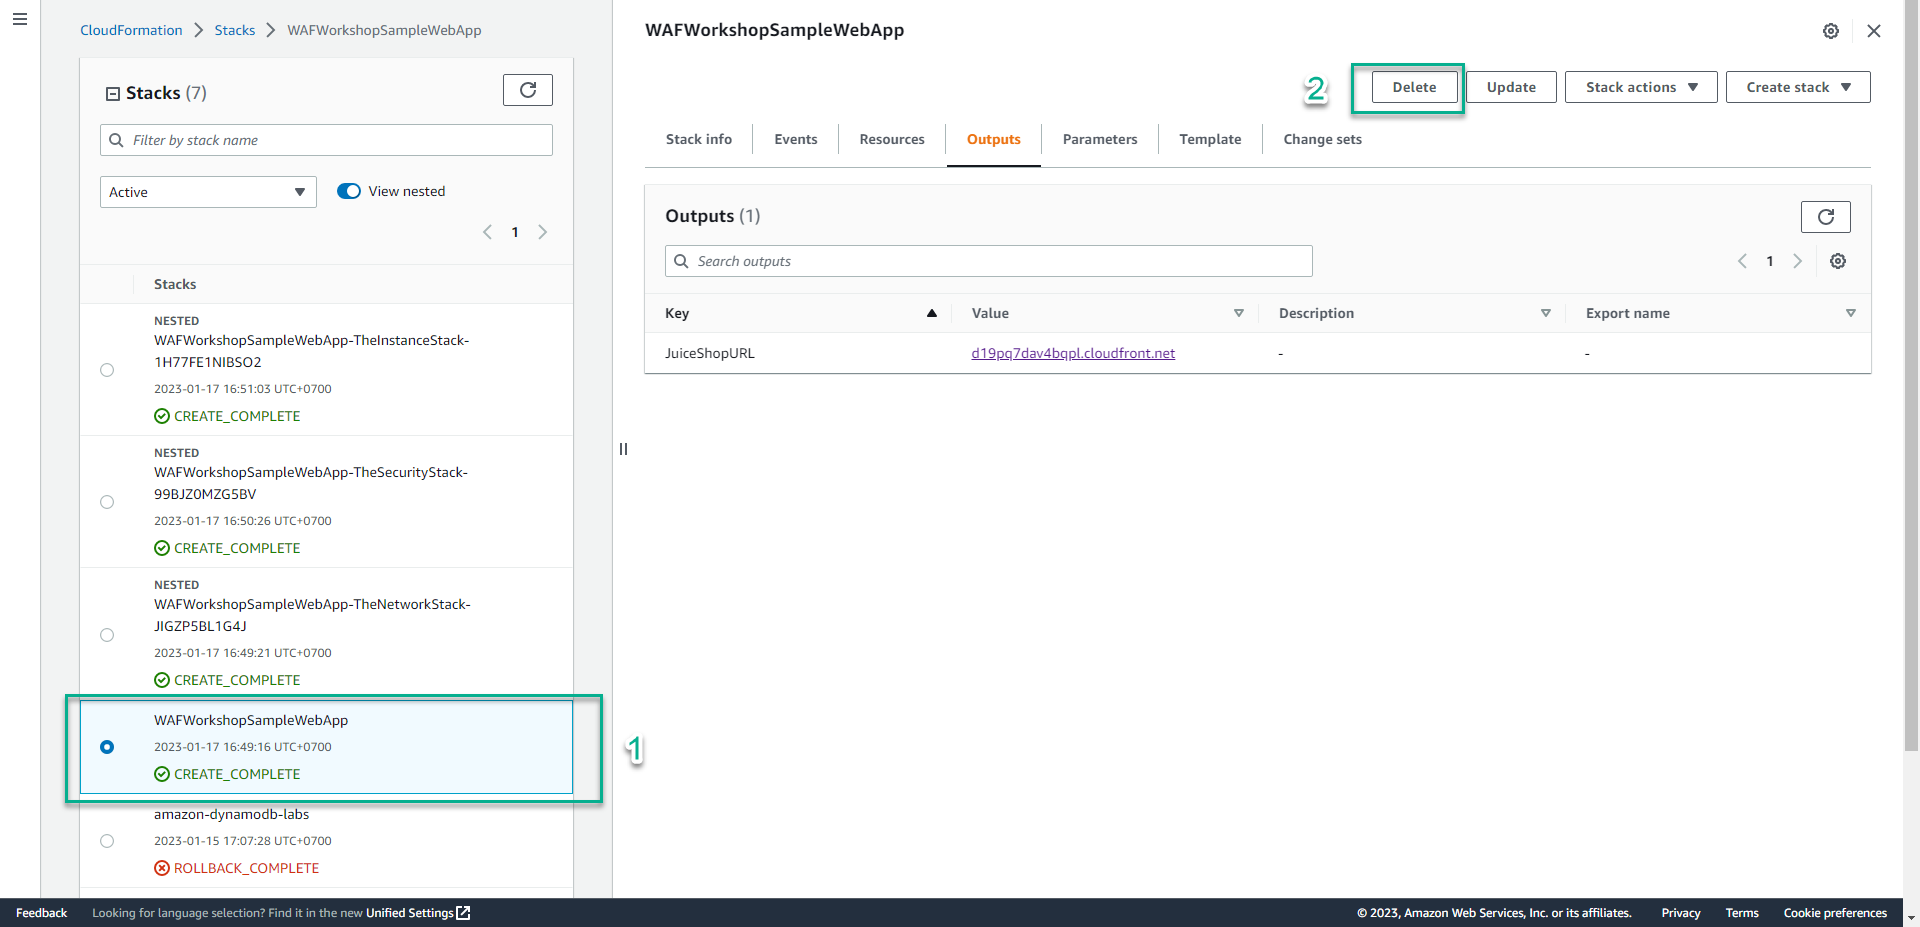 CloudFormation
Stacks
WAFWorkshopSampleWebApp
Stacks (7)
Filter by stack name
Active
View nested
1
Stacks
NESTED
WAFWorkshopSampleWebApp-TheInstanceStack-
1H77FE1NIBSO2
2023-01-17 16:51:03 UTC+0700
CREATE_COMPLETE
NESTED
WAFWorkshopSampleWebApp-TheSecurityStack-
99BJZ0MZG5BV
2023-01-17 16:50:26 UTC+0700
CREATE_COMPLETE
NESTED
WAFWorkshopSampleWebApp-TheNetworkStack-
JIGZP5BL1G4J
2023-01-17 16:49:21 UTC+0700
CREATE_COMPLETE
WAFWorkshopSampleWebApp
2023-01-17 16:49:16 UTC+0700
CREATE_COMPLETE
1
amazon-dynamodb-labs
2023-01-15 17:07:28 UTC+0700
ROLLBACK_COMPLETE
WAFWorkshopSampleWebApp
2
Delete
Update
Stack actions
Create stack
Stack info
Events
Resources
Outputs
Parameters
Template
Change sets
Outputs (1)
Search outputs
1
Key
Value
Description
Export name
JuiceShopURL
d19pq7dav4bqpl.cloudfront.net
-
-
Feedback
Looking for language selection? Find it in the new Unified Settings
© 2023, Amazon Web Services, Inc. or its affiliates.
Privacy
Terms
Cookie preferences